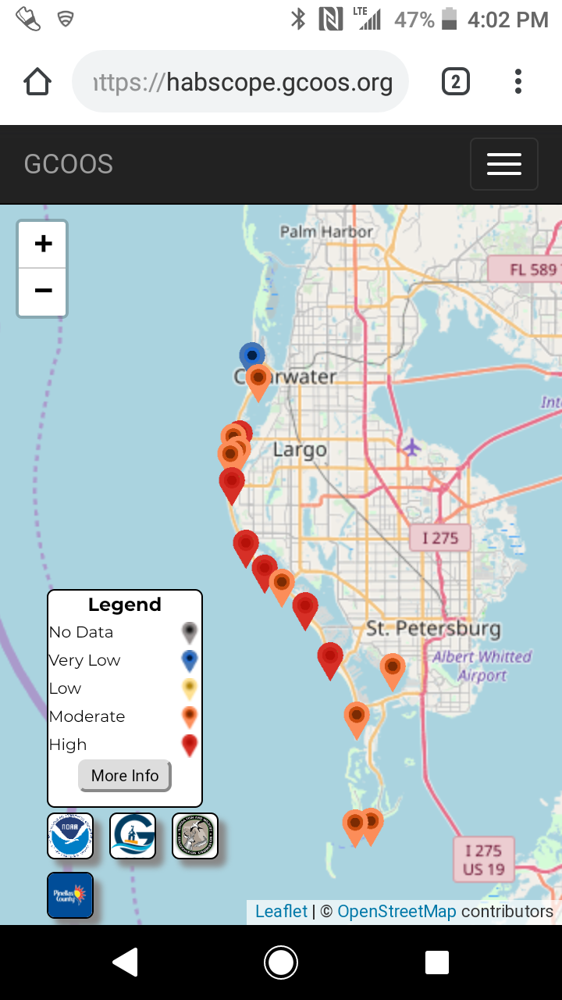 LTE 47% 4:02 PM
https://habscope.gcoos.org 2
GCOOS
+
−
Palm Harbor
FL 589
Clearwater
Largo
I 275
St. Petersburg
Albert Whitted
Airport
I 275
US 19
Legend
No Data
Very Low
Low
Moderate
High
More Info
NOAA
Pinellas
County
Leaflet | © OpenStreetMap contributors